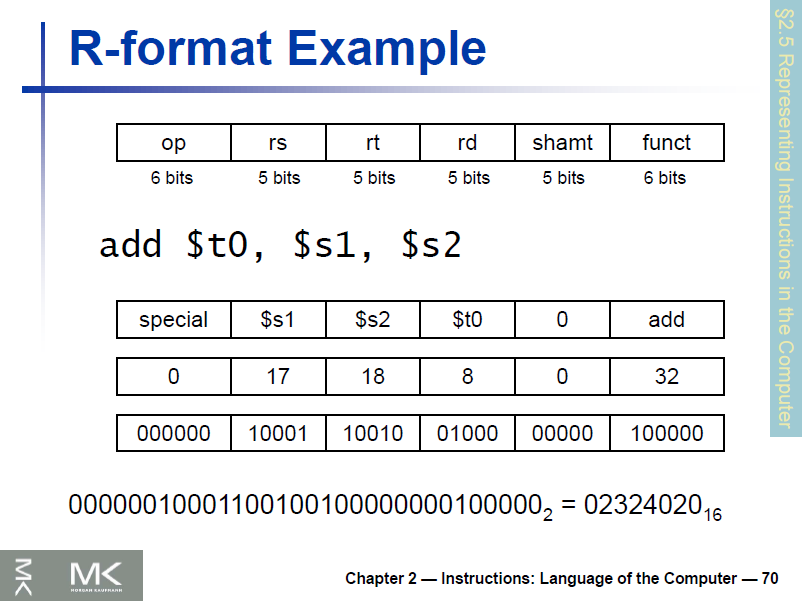 R-format Example
§2.5 Representing Instructions in the Computer
op rs rt rd shamt funct
6 bits 5 bits 5 bits 5 bits 5 bits 6 bits
add $t0, $s1, $s2
special $s1 $s2 $t0 0 add
0 17 18 8 0 32
000000 10001 10010 01000 00000 100000
00000010001100100100000000100000₂ = 02324020₁₆
MK
MK
MORGAN KAUFMANN
Chapter 2 — Instructions: Language of the Computer — 70